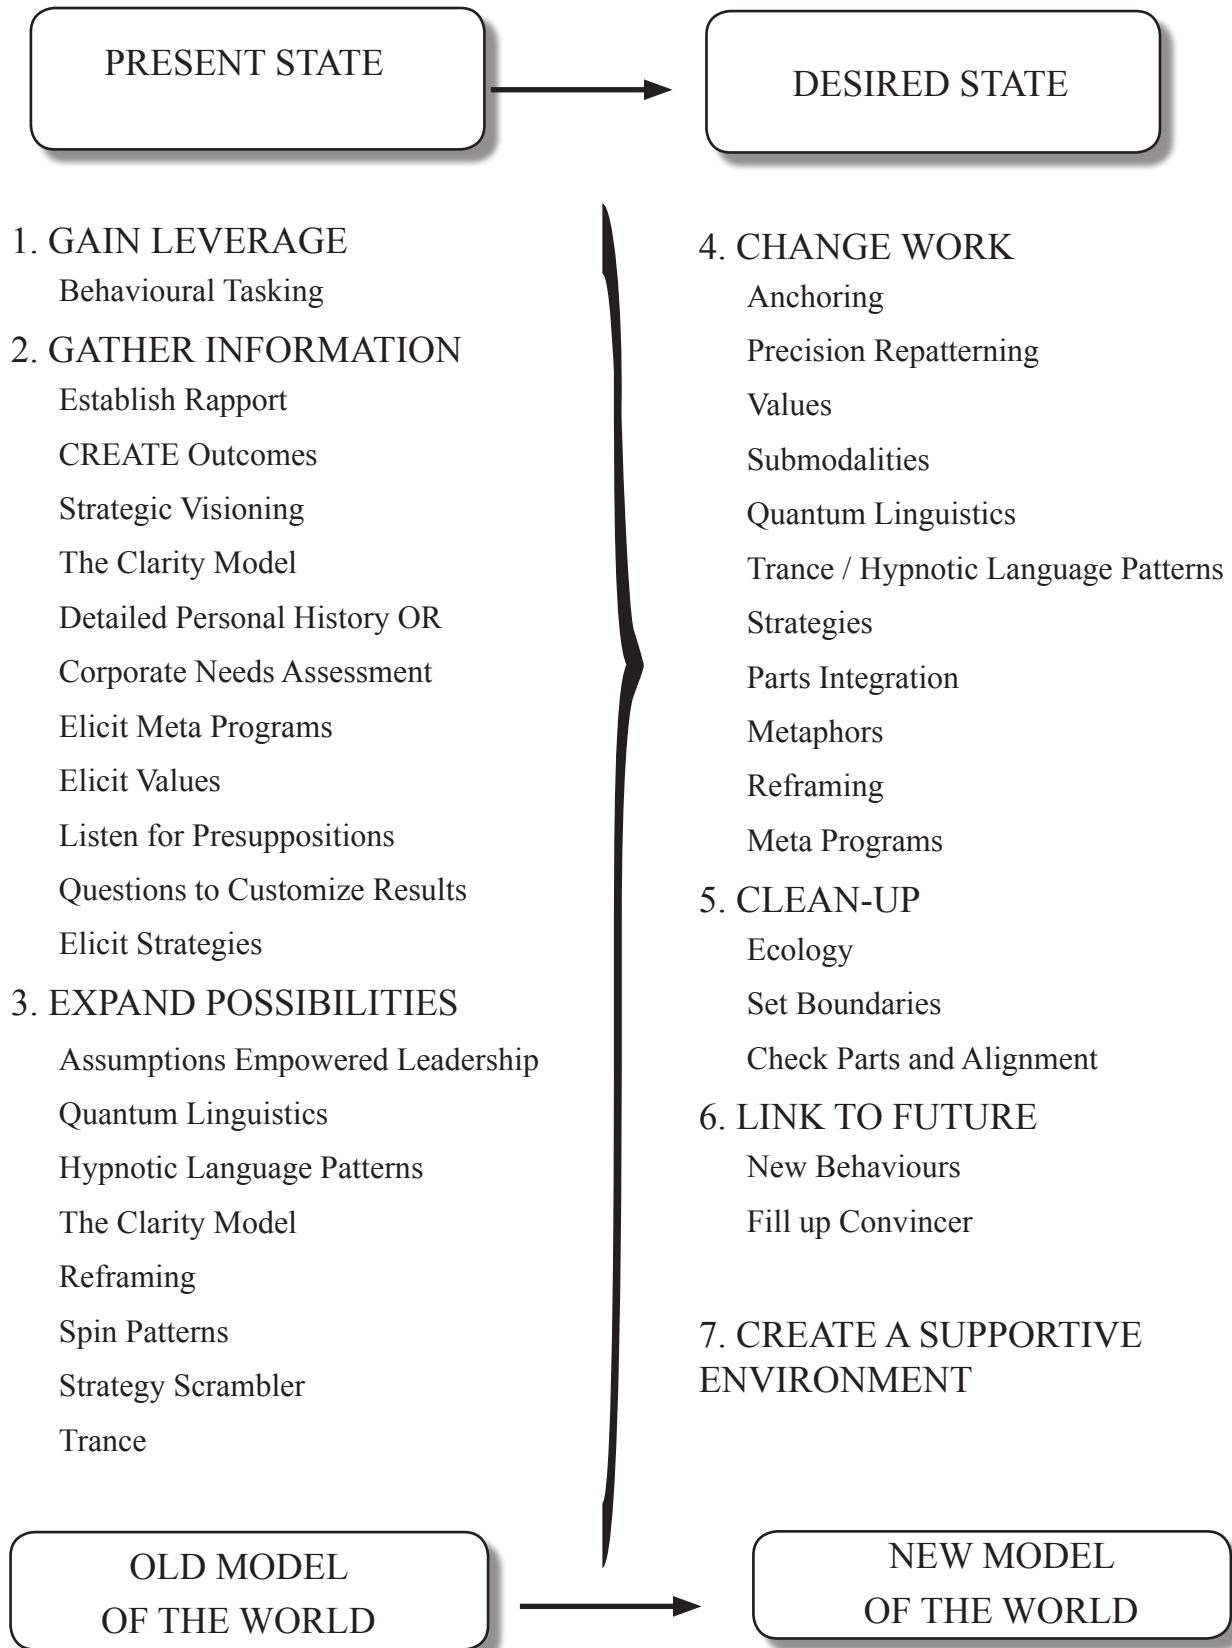 PRESENT STATE
DESIRED STATE
1. GAIN LEVERAGE
Behavioural Tasking
2. GATHER INFORMATION
Establish Rapport
CREATE Outcomes
Strategic Visioning
The Clarity Model
Detailed Personal History OR
Corporate Needs Assessment
Elicit Meta Programs
Elicit Values
Listen for Presuppositions
Questions to Customize Results
Elicit Strategies
3. EXPAND POSSIBILITIES
Assumptions Empowered Leadership
Quantum Linguistics
Hypnotic Language Patterns
The Clarity Model
Reframing
Spin Patterns
Strategy Scrambler
Trance
4. CHANGE WORK
Anchoring
Precision Repatterning
Values
Submodalities
Quantum Linguistics
Trance / Hypnotic Language Patterns
Strategies
Parts Integration
Metaphors
Reframing
Meta Programs
5. CLEAN-UP
Ecology
Set Boundaries
Check Parts and Alignment
6. LINK TO FUTURE
New Behaviours
Fill up Convincer
7. CREATE A SUPPORTIVE
ENVIRONMENT
OLD MODEL
OF THE WORLD
NEW MODEL
OF THE WORLD